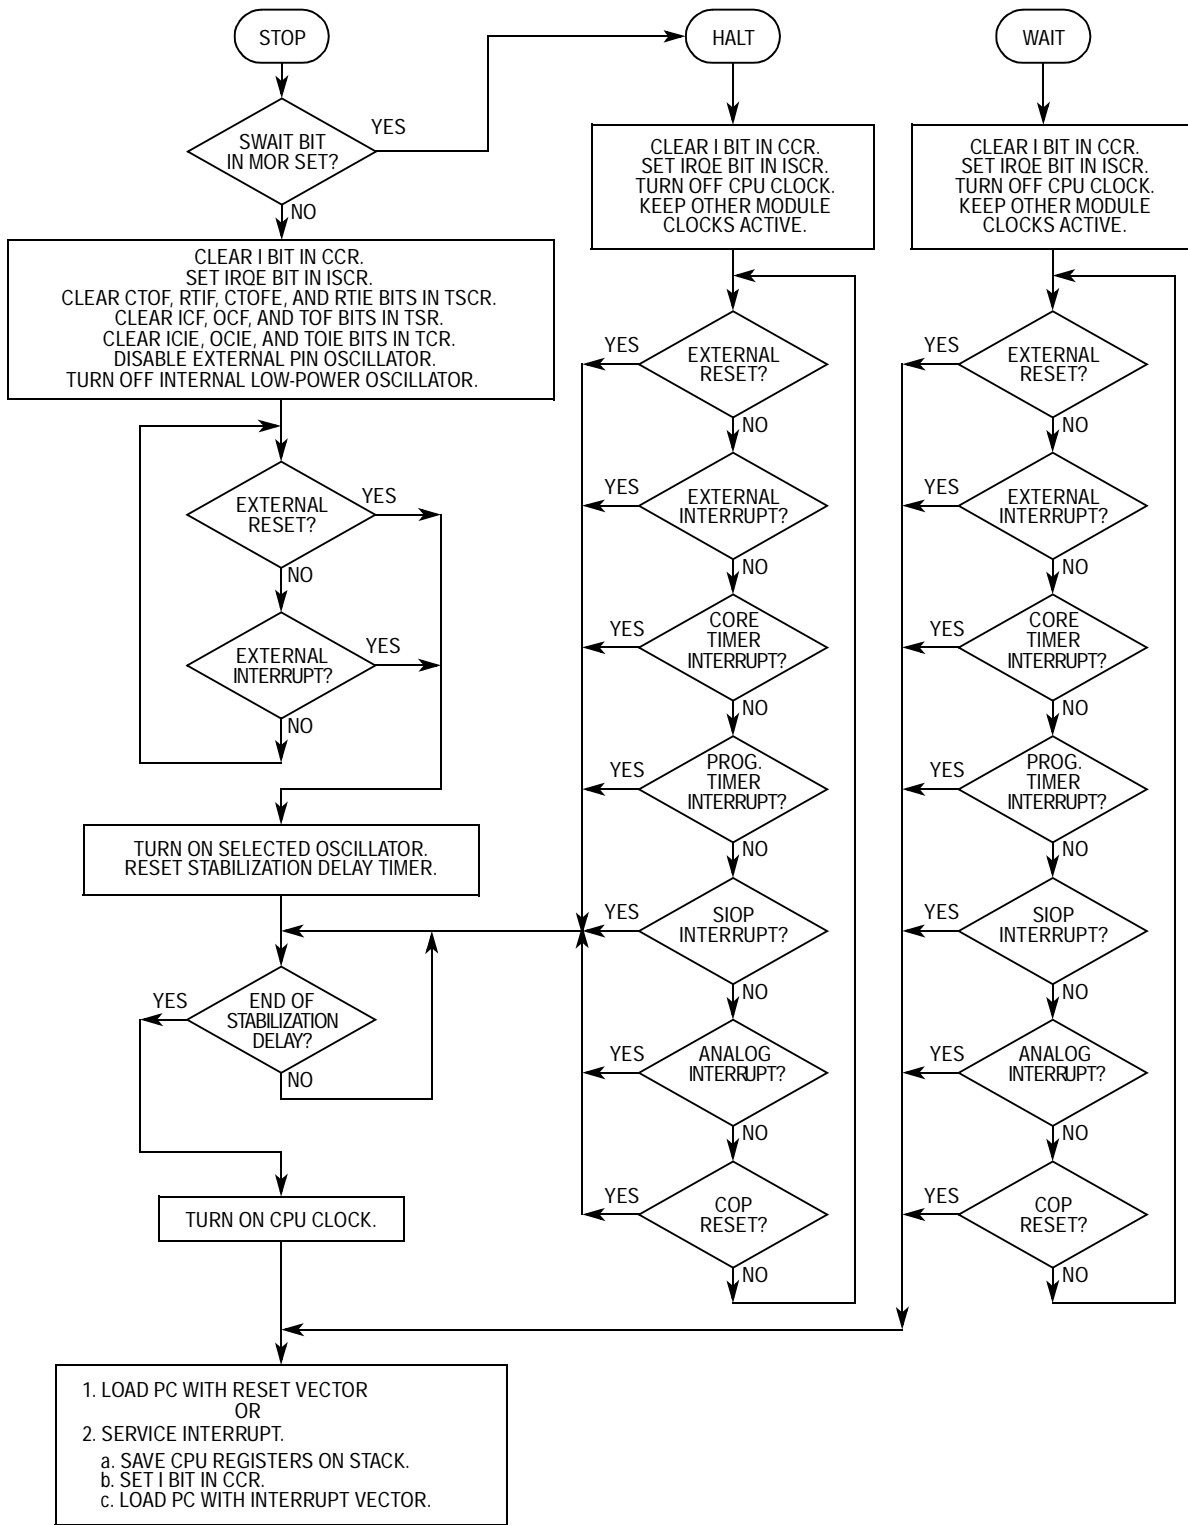 STOP
SWAIT BIT
IN MOR SET?
YES
NO
CLEAR I BIT IN CCR.
SET IRQE BIT IN ISCR.
CLEAR CTOF, RTIF, CTOFE, AND RTIE BITS IN TSCR.
CLEAR ICF, OCF, AND TOF BITS IN TSR.
CLEAR ICIE, OCIE, AND TOIE BITS IN TCR.
DISABLE EXTERNAL PIN OSCILLATOR.
TURN OFF INTERNAL LOW-POWER OSCILLATOR.
EXTERNAL
RESET?
YES
NO
EXTERNAL
INTERRUPT?
YES
NO
TURN ON SELECTED OSCILLATOR.
RESET STABILIZATION DELAY TIMER.
YES
END OF
STABILIZATION
DELAY?
NO
TURN ON CPU CLOCK.
1. LOAD PC WITH RESET VECTOR
OR
2. SERVICE INTERRUPT.
a. SAVE CPU REGISTERS ON STACK.
b. SET I BIT IN CCR.
c. LOAD PC WITH INTERRUPT VECTOR.
HALT
CLEAR I BIT IN CCR.
SET IRQE BIT IN ISCR.
TURN OFF CPU CLOCK.
KEEP OTHER MODULE
CLOCKS ACTIVE.
YES
EXTERNAL
RESET?
NO
YES
EXTERNAL
INTERRUPT?
NO
YES
CORE
TIMER
INTERRUPT?
NO
YES
PROG.
TIMER
INTERRUPT?
NO
YES
SIOP
INTERRUPT?
NO
YES
ANALOG
INTERRUPT?
NO
YES
COP
RESET?
NO
WAIT
CLEAR I BIT IN CCR.
SET IRQE BIT IN ISCR.
TURN OFF CPU CLOCK.
KEEP OTHER MODULE
CLOCKS ACTIVE.
YES
EXTERNAL
RESET?
NO
YES
EXTERNAL
INTERRUPT?
NO
YES
CORE
TIMER
INTERRUPT?
NO
YES
PROG.
TIMER
INTERRUPT?
NO
YES
SIOP
INTERRUPT?
NO
YES
ANALOG
INTERRUPT?
NO
YES
COP
RESET?
NO